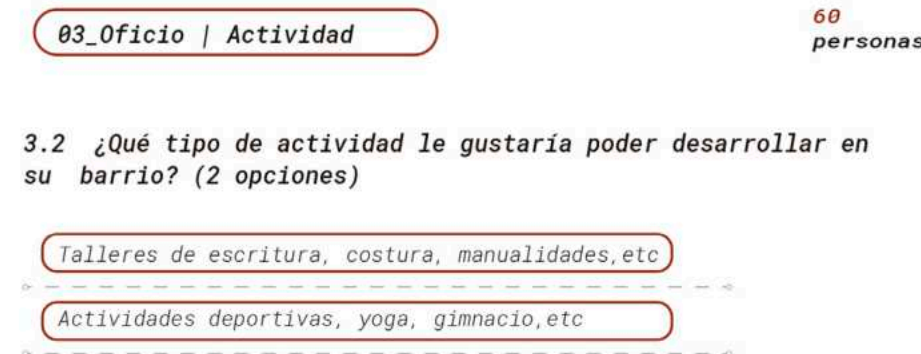 03_Oficio | Actividad
60
personas
3.2 ¿Qué tipo de actividad le gustaría poder desarrollar en
su barrio? (2 opciones)
Talleres de escritura, costura, manualidades,etc
Actividades deportivas, yoga, gimnacio,etc